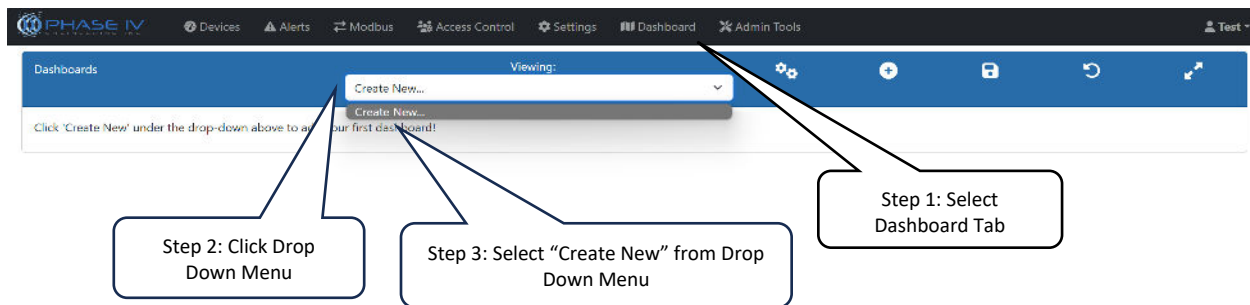 PHASE IV
Devices Alerts Modbus Access Control Settings Dashboard Admin Tools Test
Dashboards
Viewing:
Create New...
Create New...
Click 'Create New' under the drop-down above to a our first dashboard!
Step 1: Select
Dashboard Tab
Step 2: Click Drop
Down Menu
Step 3: Select “Create New” from Drop
Down Menu